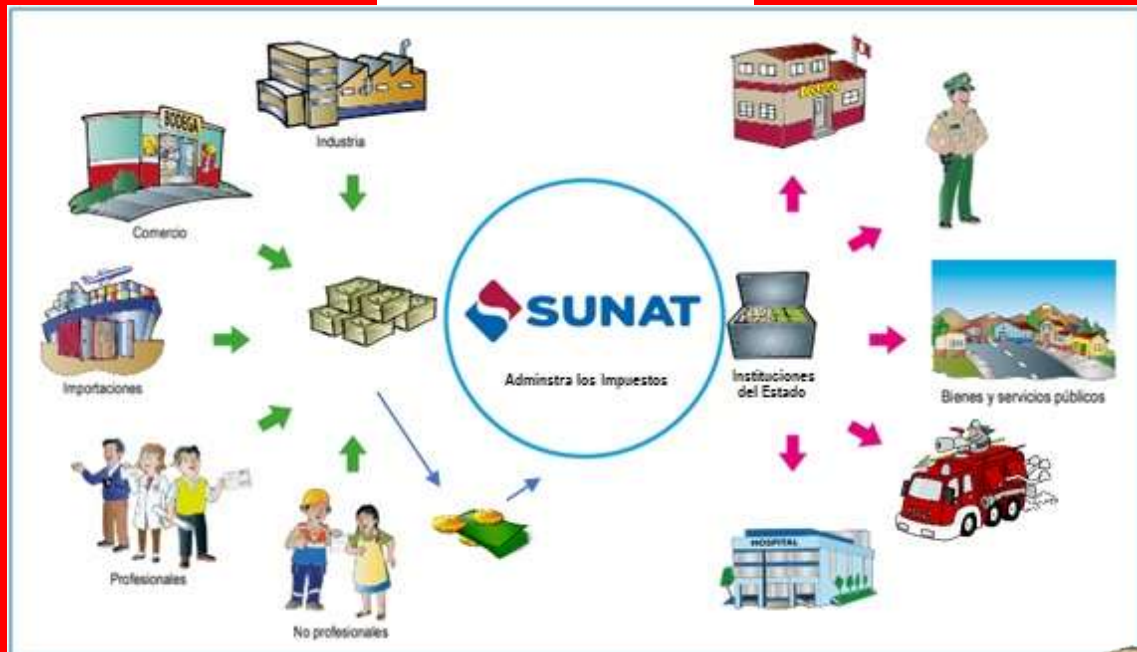 Industria
BODEGA
Comercio
Importaciones
Profesionales
No profesionales
SUNAT
Adminstra los Impuestos
Instituciones
del Estado
Bienes y servicios públicos
HOSPITAL